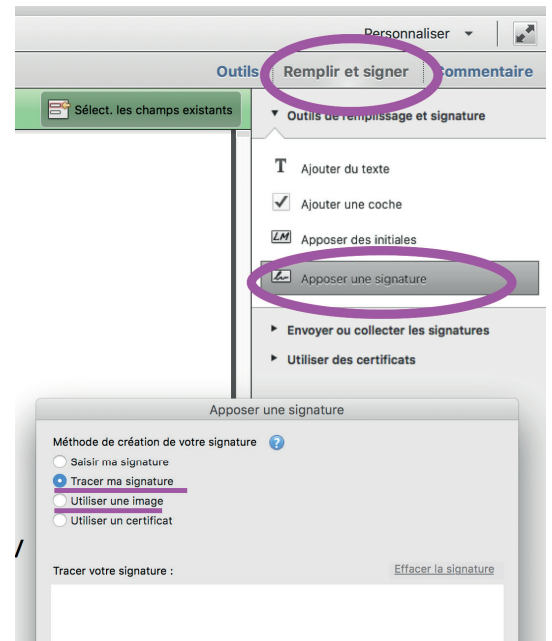 Personnaliser
Outils Remplir et signer Commentaire
Sélect. les champs existants
Outils de remplissage et signature
T Ajouter du texte
Ajouter une coche
LM Apposer des initiales
Apposer une signature
Envoyer ou collecter les signatures
Utiliser des certificats
Apposer une signature
Méthode de création de votre signature ?
Saisir ma signature
Tracer ma signature
Utiliser une image
Utiliser un certificat
Tracer votre signature : Effacer la signature